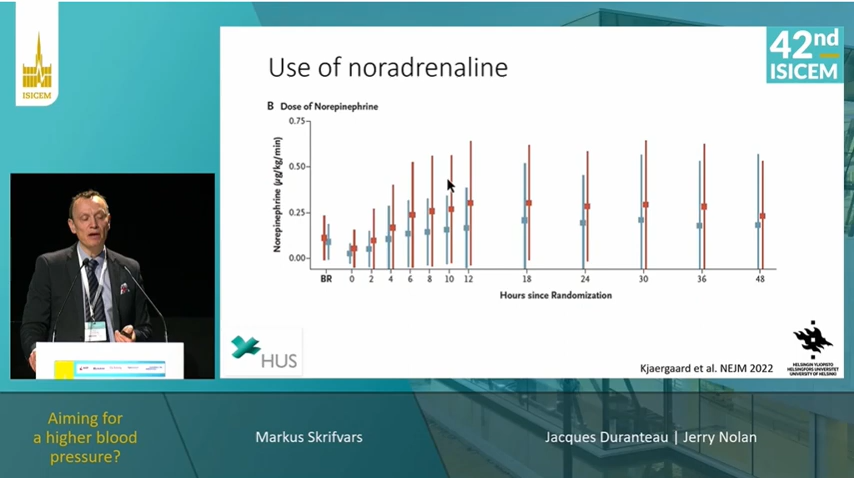 ISICEM
42nd
ISICEM
Use of noradrenaline
B Dose of Norepinephrine
Norepinephrine (µg/kg/min)
0.75
0.50
0.25
0.00
BR 0 2 4 6 8 10 12 18 24 30 36 48
Hours since Randomization
HUS
Kjaergaard et al. NEJM 2022
HELSINGIN YLIOPISTO
HELSINGFORS UNIVERSITET
UNIVERSITY OF HELSINKI
Aiming for
a higher blood
pressure?
Markus Skrifvars
Jacques Duranteau | Jerry Nolan